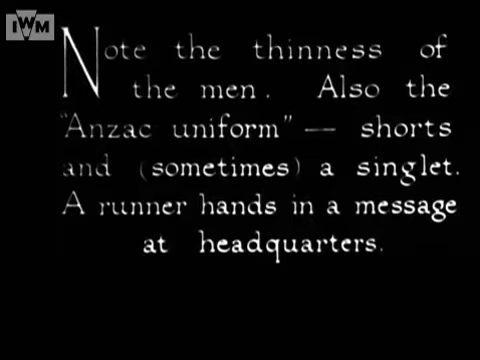 IWM
Note the thinness of
the men. Also the
"Anzac uniform" — shorts
and (sometimes) a singlet.
A runner hands in a message
at headquarters.